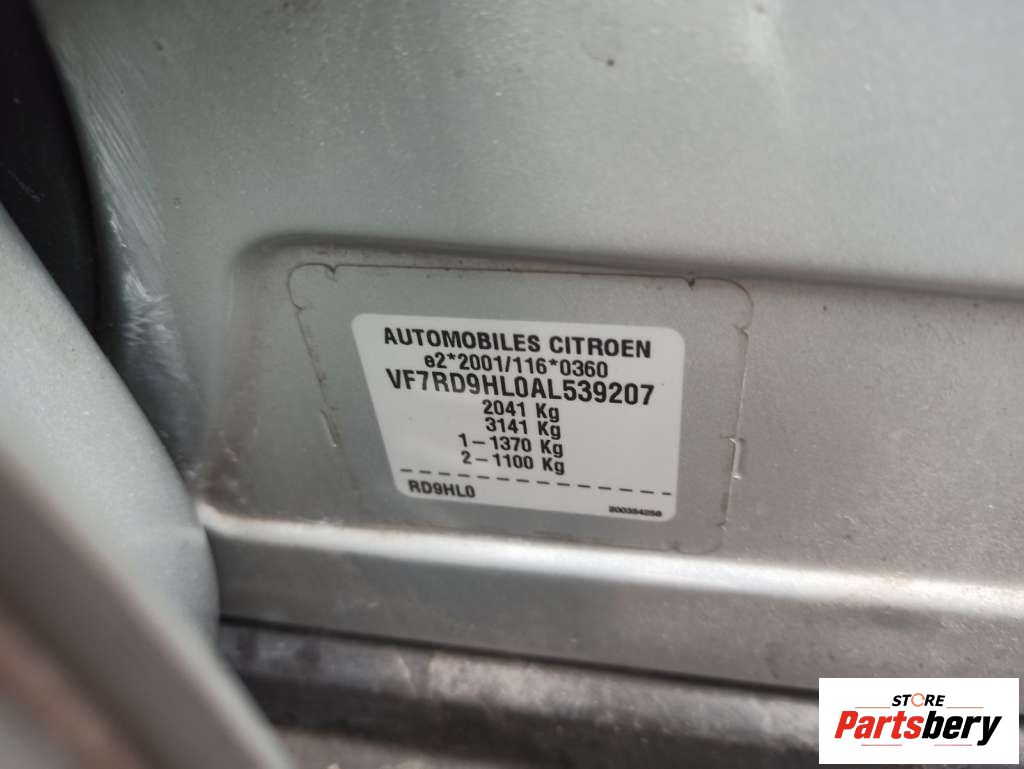 AUTOMOBILES CITROEN
e2*2001/116*0360
VF7RD9HL0AL539207
2041 Kg
3141 Kg
1-1370 Kg
2-1100 Kg
RD9HL0
STORE
Partsbery